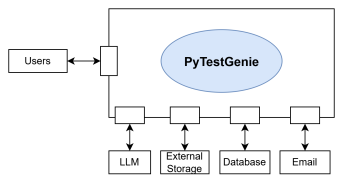 PyTestGenie
Users
LLM
External
Storage
Database
Email